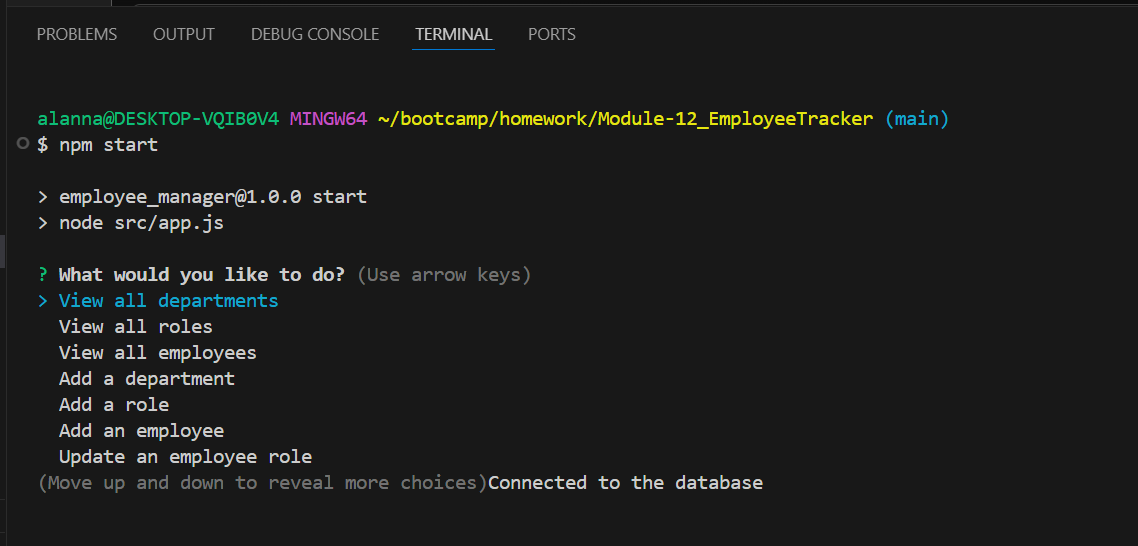 PROBLEMS OUTPUT DEBUG CONSOLE TERMINAL PORTS
alanna@DESKTOP-VQIB0V4 MINGW64 ~/bootcamp/homework/Module-12_EmployeeTracker (main)
$ npm start
> employee_manager@1.0.0 start
> node src/app.js
? What would you like to do? (Use arrow keys)
> View all departments
View all roles
View all employees
Add a department
Add a role
Add an employee
Update an employee role
(Move up and down to reveal more choices)Connected to the database